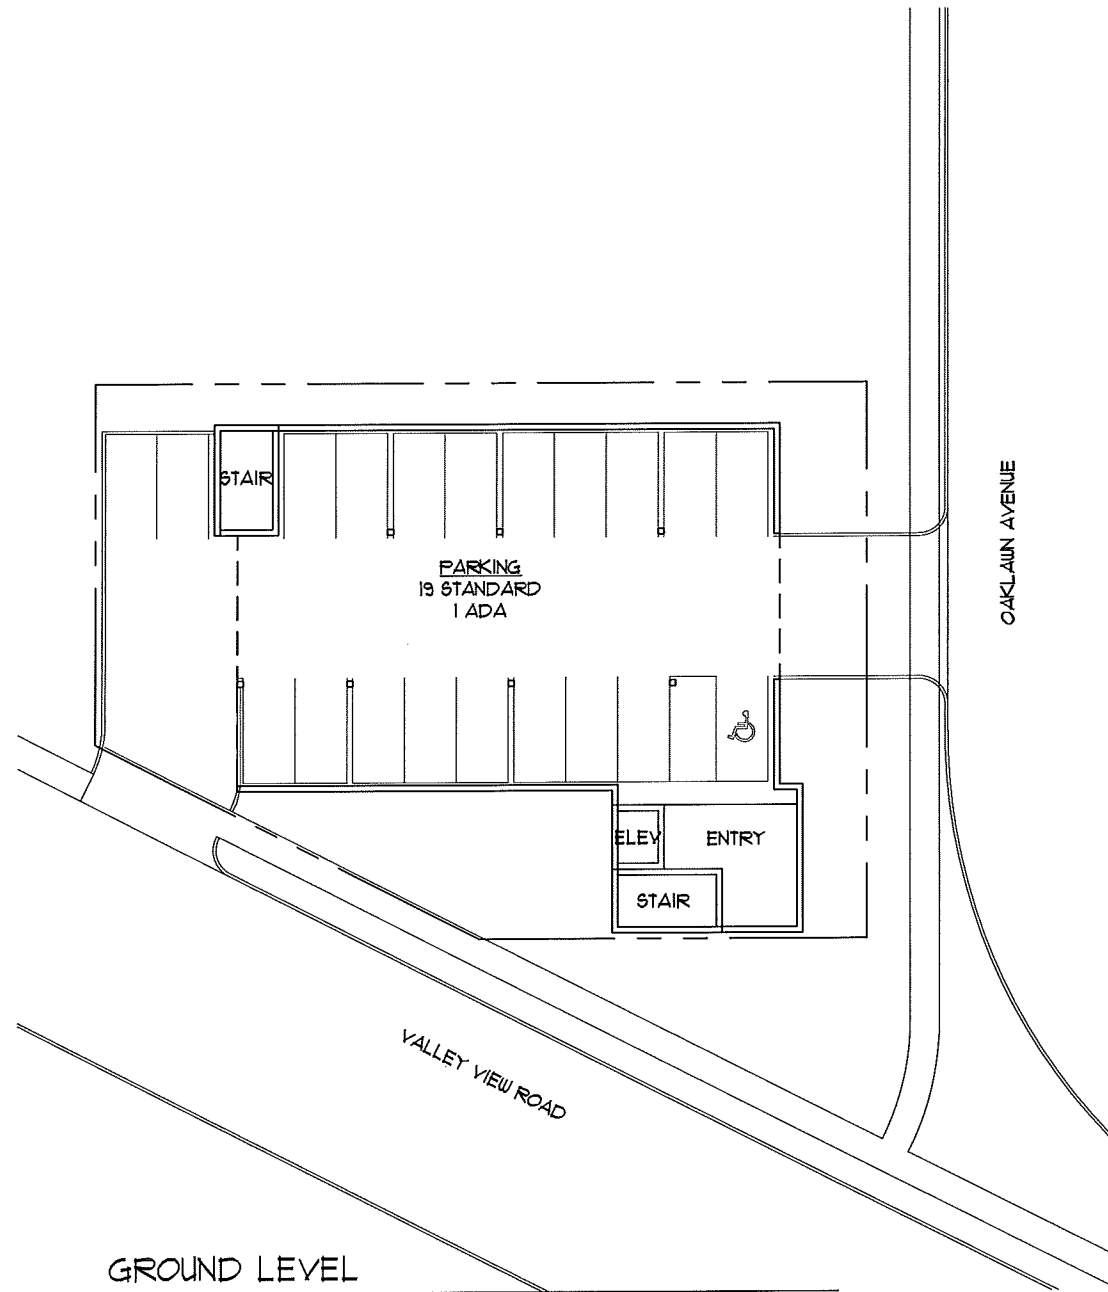 STAIR
PARKING
19 STANDARD
1 ADA
OAKLAWN AVENUE
ELEV
ENTRY
STAIR
VALLEY VIEW ROAD
GROUND LEVEL